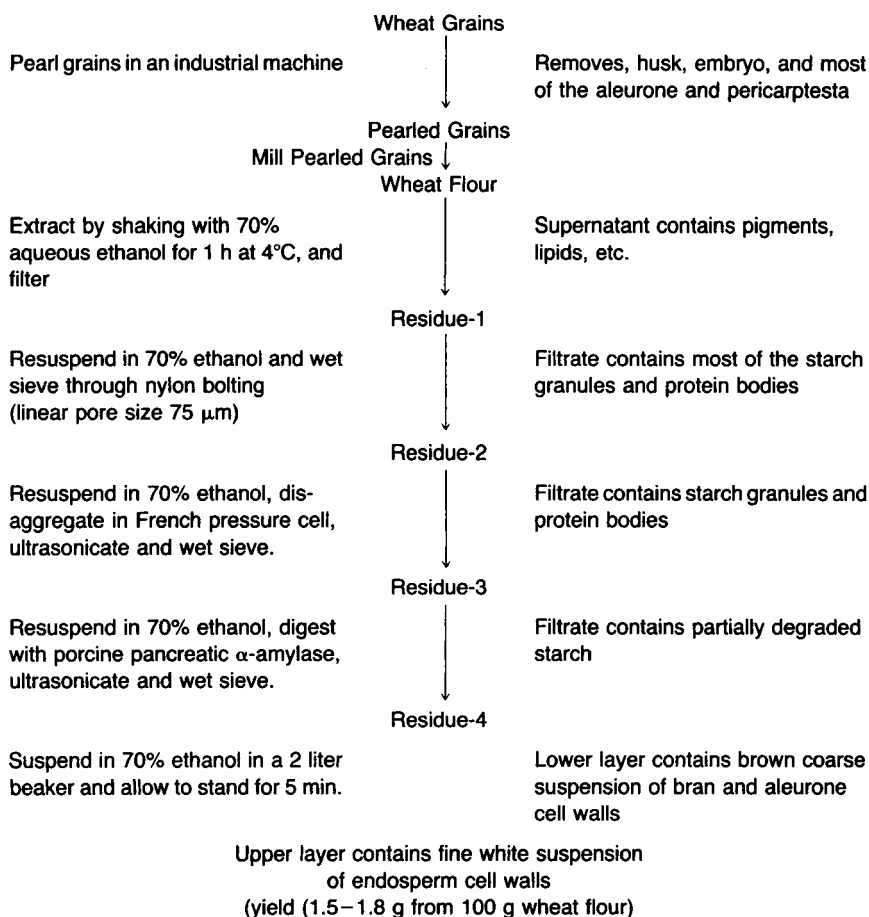 Wheat Grains
Pearl grains in an industrial machine
Removes, husk, embryo, and most
of the aleurone and pericarptesta
Pearled Grains
Mill Pearled Grains
Wheat Flour
Extract by shaking with 70%
aqueous ethanol for 1 h at 4°C, and
filter
Supernatant contains pigments,
lipids, etc.
Residue-1
Resuspend in 70% ethanol and wet
sieve through nylon bolting
(linear pore size 75 μm)
Filtrate contains most of the starch
granules and protein bodies
Residue-2
Resuspend in 70% ethanol, dis-
aggregate in French pressure cell,
ultrasonicate and wet sieve.
Filtrate contains starch granules and
protein bodies
Residue-3
Resuspend in 70% ethanol, digest
with porcine pancreatic α-amylase,
ultrasonicate and wet sieve.
Filtrate contains partially degraded
starch
Residue-4
Suspend in 70% ethanol in a 2 liter
beaker and allow to stand for 5 min.
Lower layer contains brown coarse
suspension of bran and aleurone
cell walls
Upper layer contains fine white suspension
of endosperm cell walls
(yield (1.5–1.8 g from 100 g wheat flour)